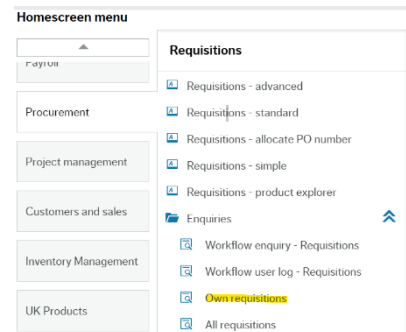 Homescreen menu
Payroll
Procurement
Project management
Customers and sales
Inventory Management
UK Products
Requisitions
Requisitions - advanced
Requisitions - standard
Requisitions - allocate PO number
Requisitions - simple
Requisitions - product explorer
Enquiries
Workflow enquiry - Requisitions
Workflow user log - Requisitions
Own requisitions
All requisitions